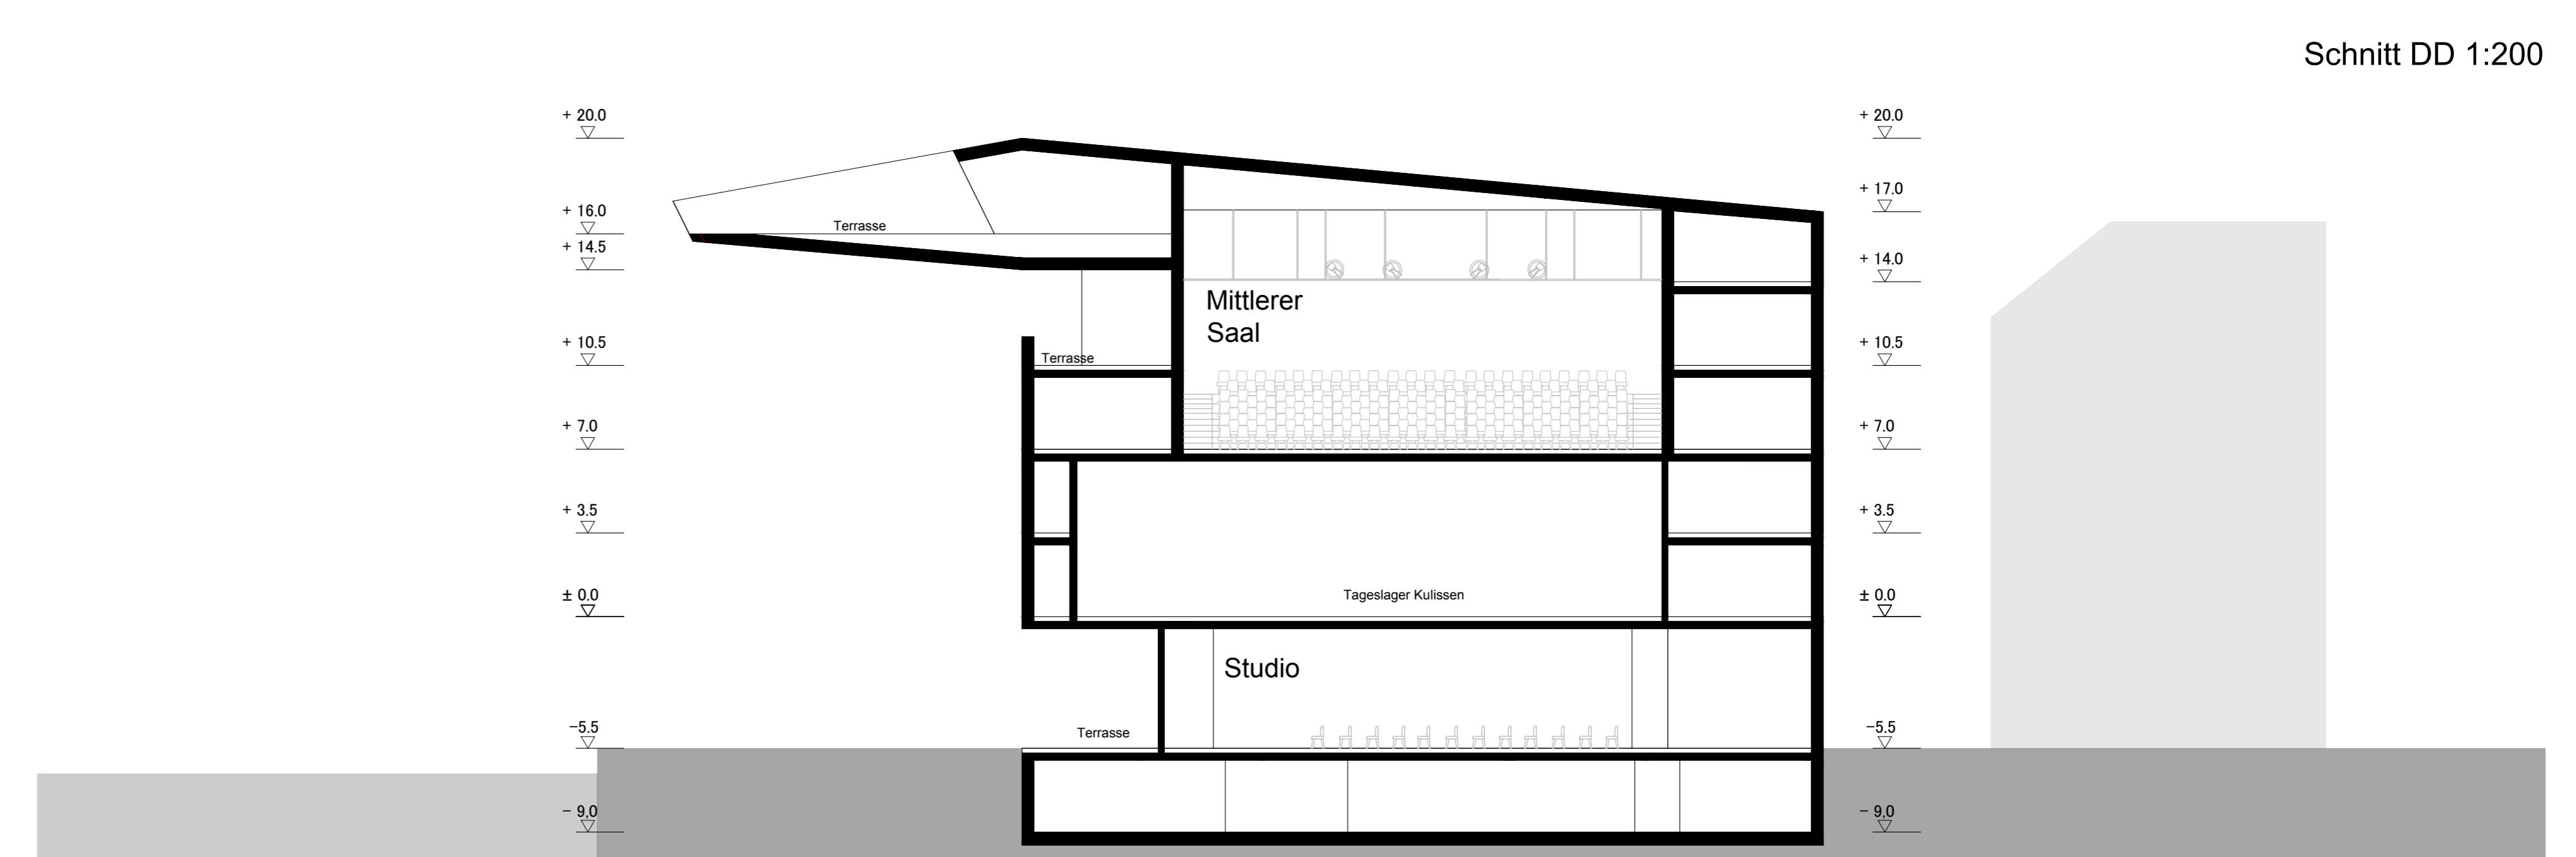 Schnitt DD 1:200
+ 20.0
+ 20.0
+ 17.0
+ 16.0
Terrasse
+ 14.5
+ 14.0
Mittlerer
Saal
+ 10.5
Terrasse
+ 10.5
+ 7.0
+ 7.0
+ 3.5
+ 3.5
± 0.0
Tageslager Kulissen
± 0.0
Studio
−5.5
Terrasse
−5.5
− 9,0
− 9,0